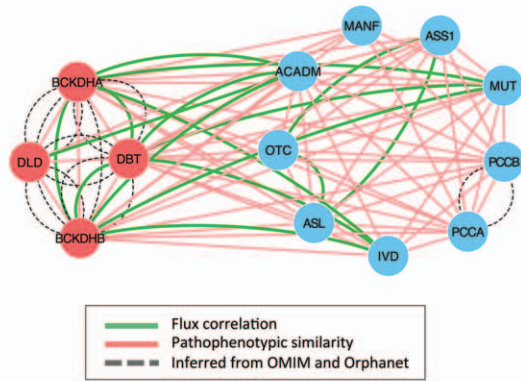 MANF
ASS1
BCKDHA
ACADM
MUT
DLD
DBT
OTC
PCCB
BCKDHB
ASL
PCCA
IVD
Flux correlation
Pathophenotypic similarity
Inferred from OMIM and Orphanet